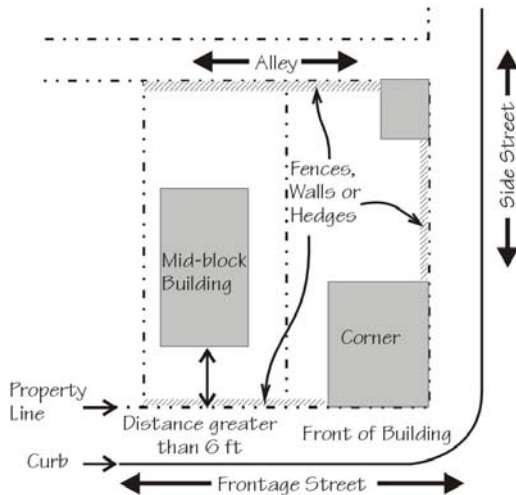 Alley
Side Street
Fences,
Walls or
Hedges
Mid-block
Building
Corner
Property
Line
Distance greater
than 6 ft
Front of Building
Curb
Frontage Street